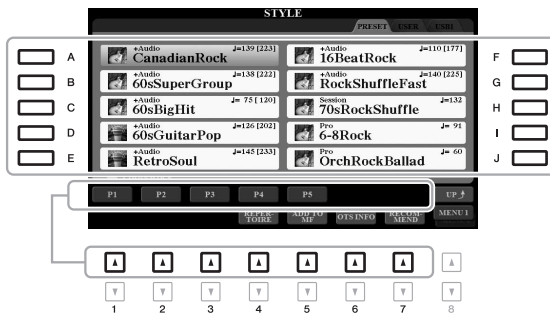 STYLE
PRESET USER USB1
A +Audio ♩=139 [223] CanadianRock
+Audio ♩=110 [177] 16BeatRock F
B +Audio ♩=138 [222] 60sSuperGroup
+Audio ♩=140 [225] RockShuffleFast G
C +Audio ♩= 75 [120] 60sBigHit
Session ♩=132 70sRockShuffle H
D +Audio ♩=126 [202] 60sGuitarPop
Pro ♩= 91 6-8Rock I
E +Audio ♩=145 [233] RetroSoul
Pro ♩= 60 OrchRockBallad J
P1 P2 P3 P4 P5 UP
REPER-
TOIRE
ADD TO
MF
OTS INFO
RECOM-
MEND
MENU 1
1 2 3 4 5 6 7 8